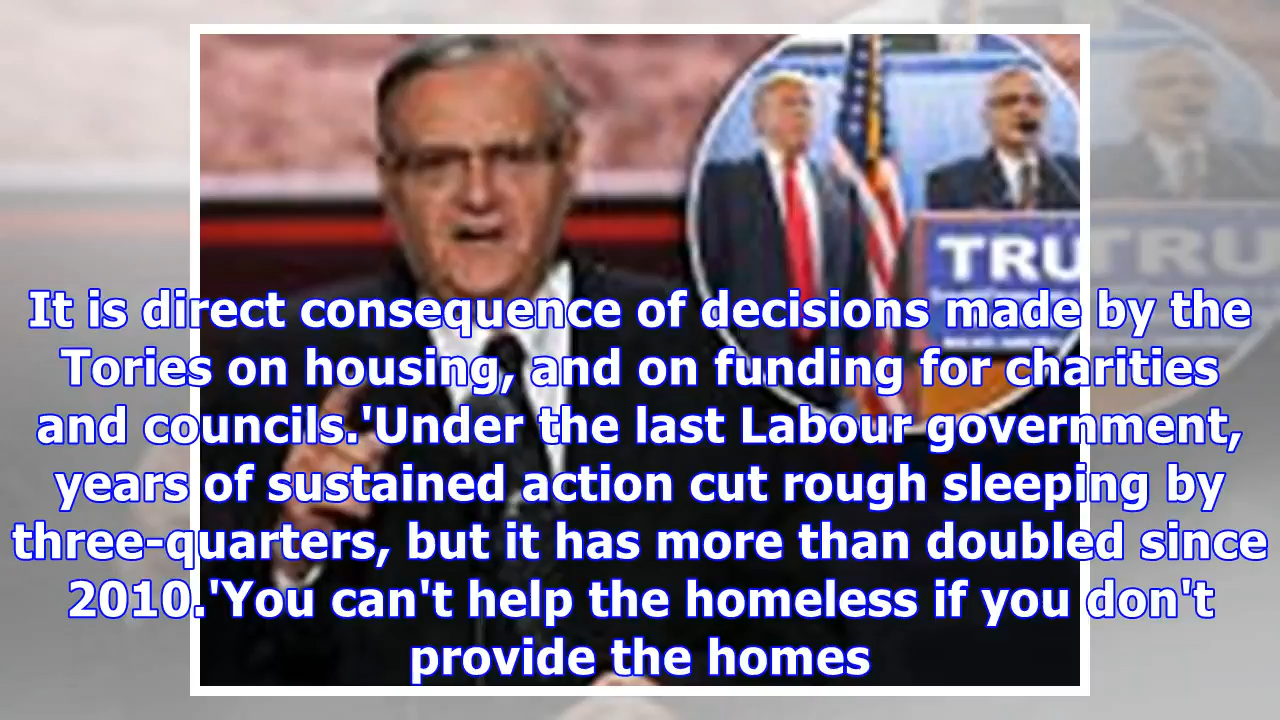 TRU
TRU
It is direct consequence of decisions made by the
Tories on housing, and on funding for charities
and councils.'Under the last Labour government,
years of sustained action cut rough sleeping by
three-quarters, but it has more than doubled since
2010.'You can't help the homeless if you don't
provide the homes